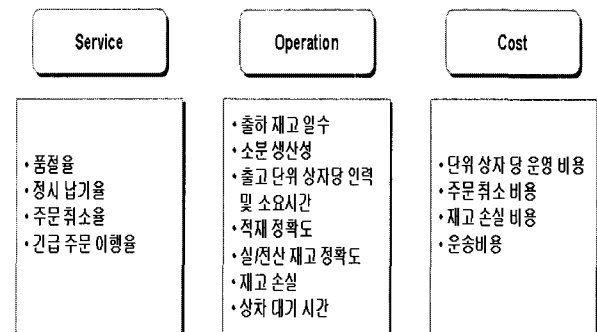 Service
Operation
Cost
• 품절율
• 정시 납기율
• 주문 취소율
• 긴급 주문 이행율
• 출하 재고 일수
• 소분 생산성
• 출고 단위 상자당 인력
및 소요시간
• 적재 정확도
• 실/전산 재고 정확도
• 재고 손실
• 상차 대기 시간
• 단위 상자 당 운영 비용
• 주문 취소 비용
• 재고 손실 비용
• 운송비용